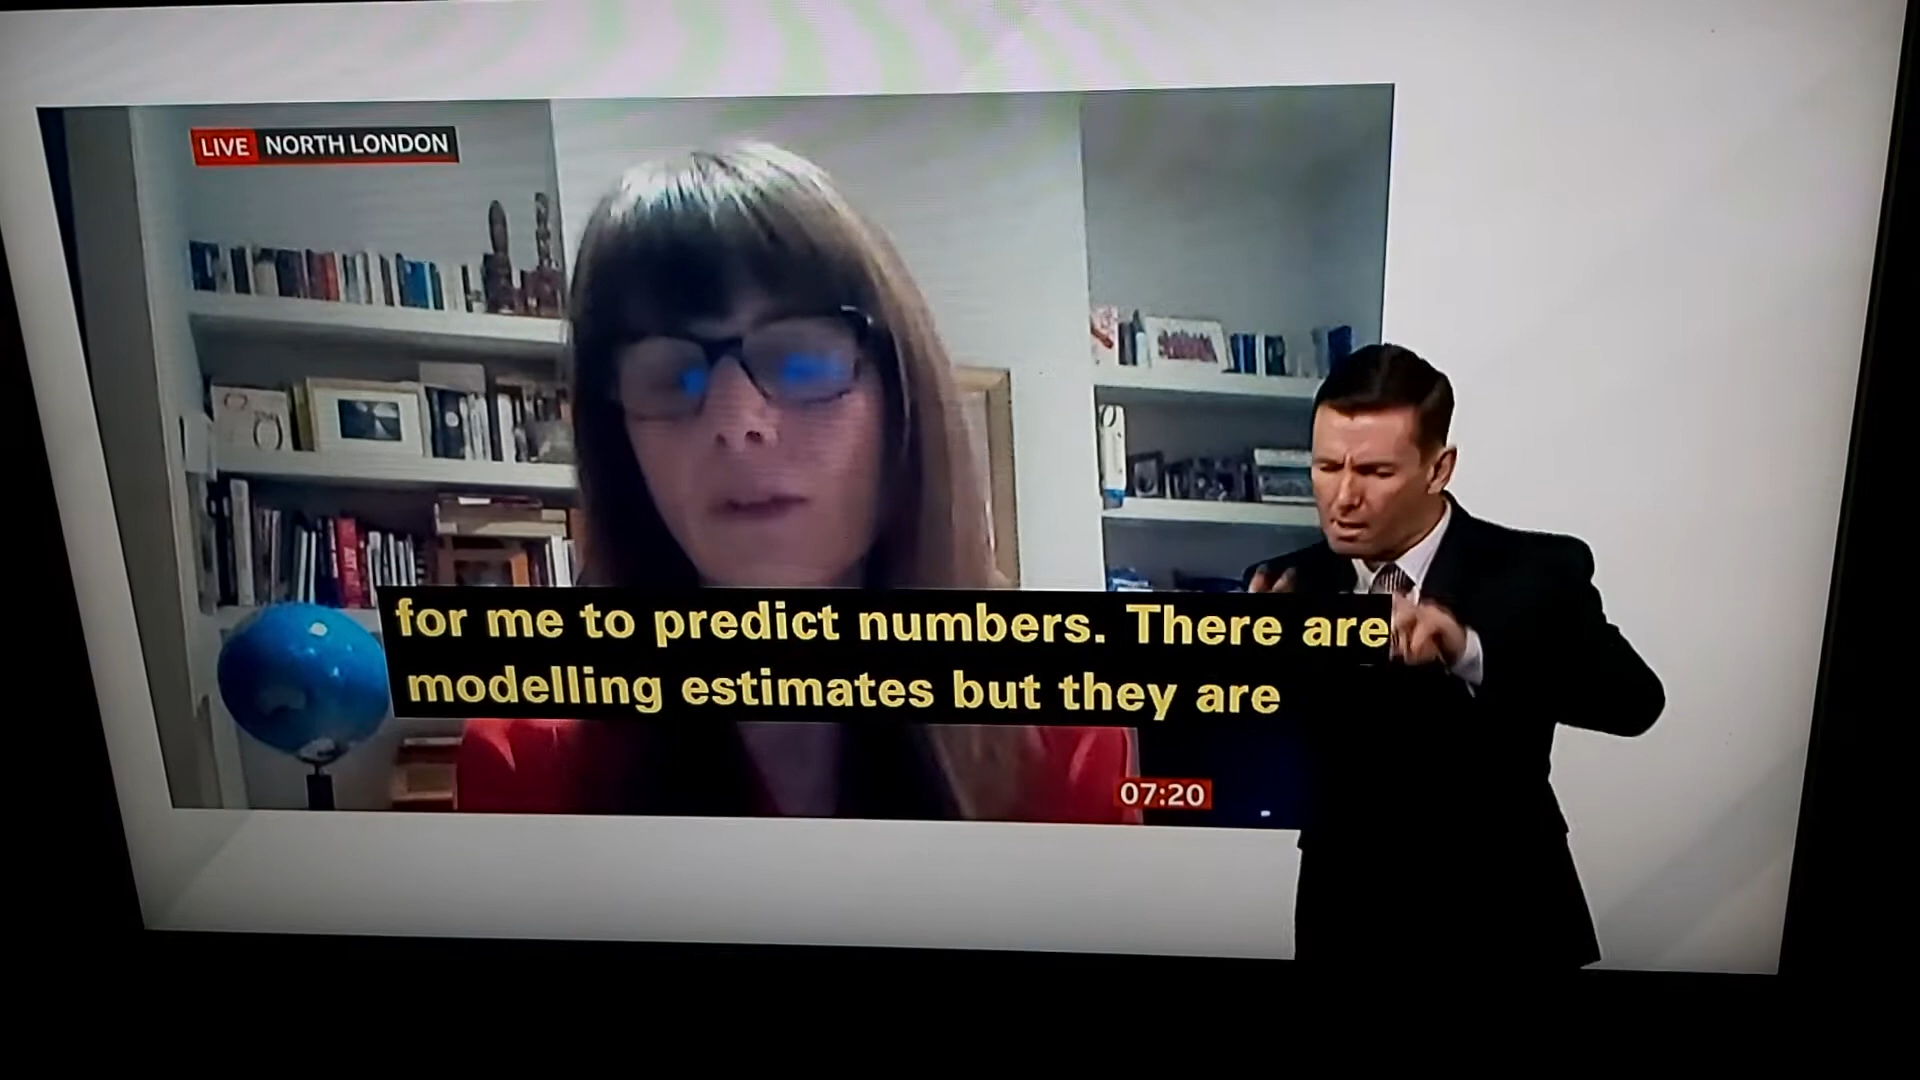 LIVE NORTH LONDON
for me to predict numbers. There are
modelling estimates but they are
07:20